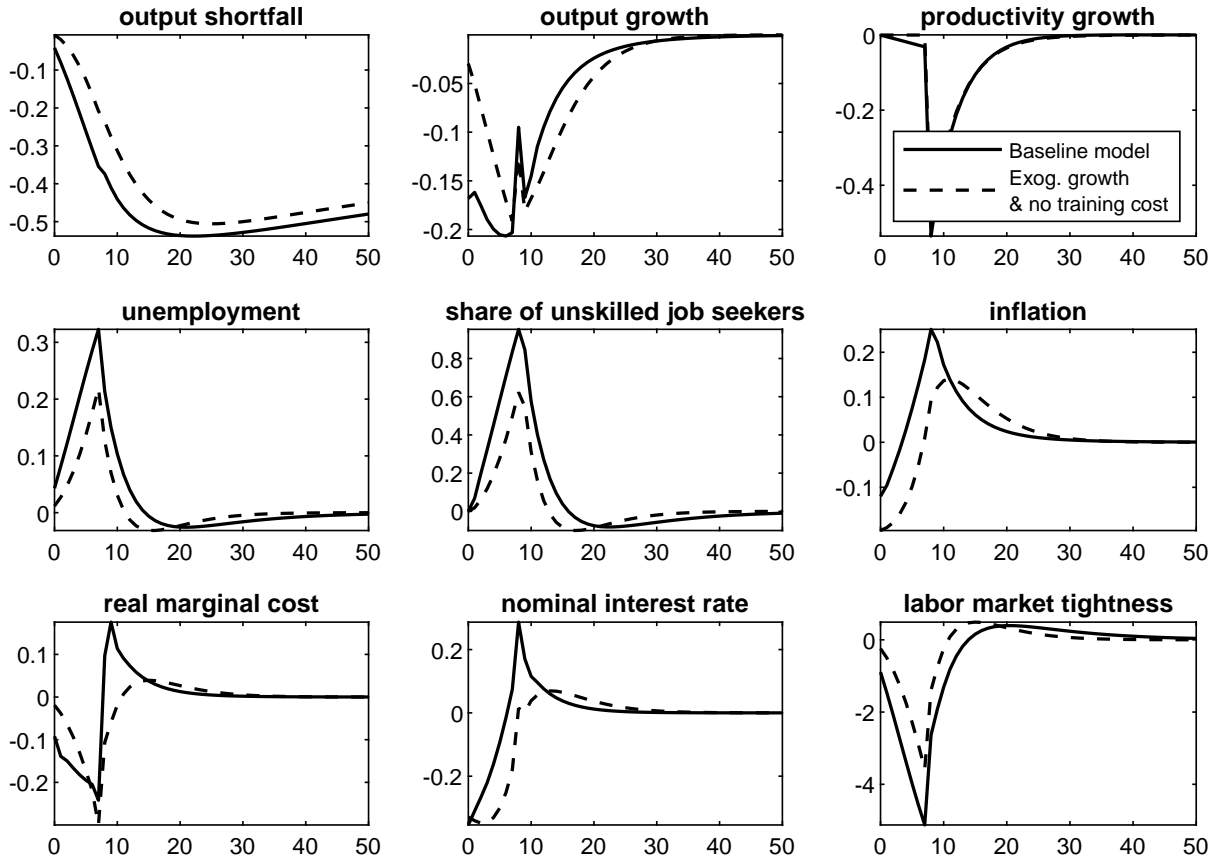 output shortfall
output growth
productivity growth
-0.1
-0.2
-0.3
-0.4
-0.5
0 10 20 30 40 50
-0.05
-0.1
-0.15
-0.2
0 10 20 30 40 50
0
-0.2
-0.4
0 10 20 30 40 50
Baseline model
Exog. growth
& no training cost
unemployment
share of unskilled job seekers
inflation
0.3
0.2
0.1
0
0 10 20 30 40 50
0.8
0.6
0.4
0.2
0
0 10 20 30 40 50
0.2
0.1
0
-0.1
0 10 20 30 40 50
real marginal cost
nominal interest rate
labor market tightness
0.1
0
-0.1
-0.2
0 10 20 30 40 50
0.2
0
-0.2
0 10 20 30 40 50
0
-2
-4
0 10 20 30 40 50